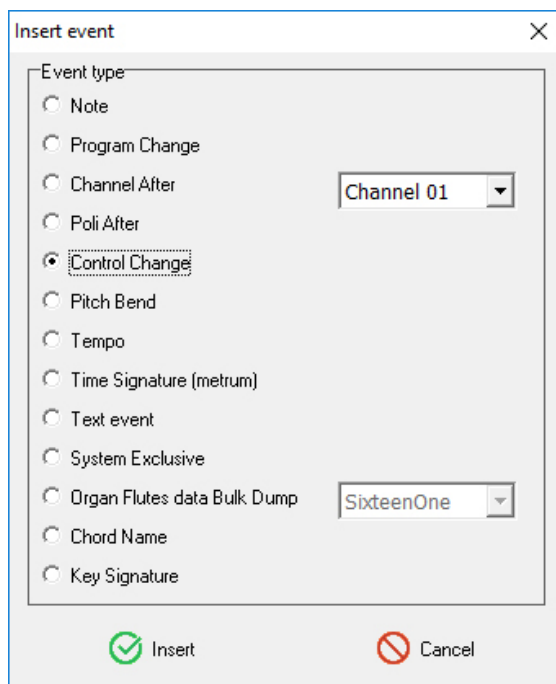 Insert event
Event type
Note
Program Change
Channel After
Channel 01
Poli After
Control Change
Pitch Bend
Tempo
Time Signature (metrum)
Text event
System Exclusive
Organ Flutes data Bulk Dump
SixteenOne
Chord Name
Key Signature
Insert
Cancel